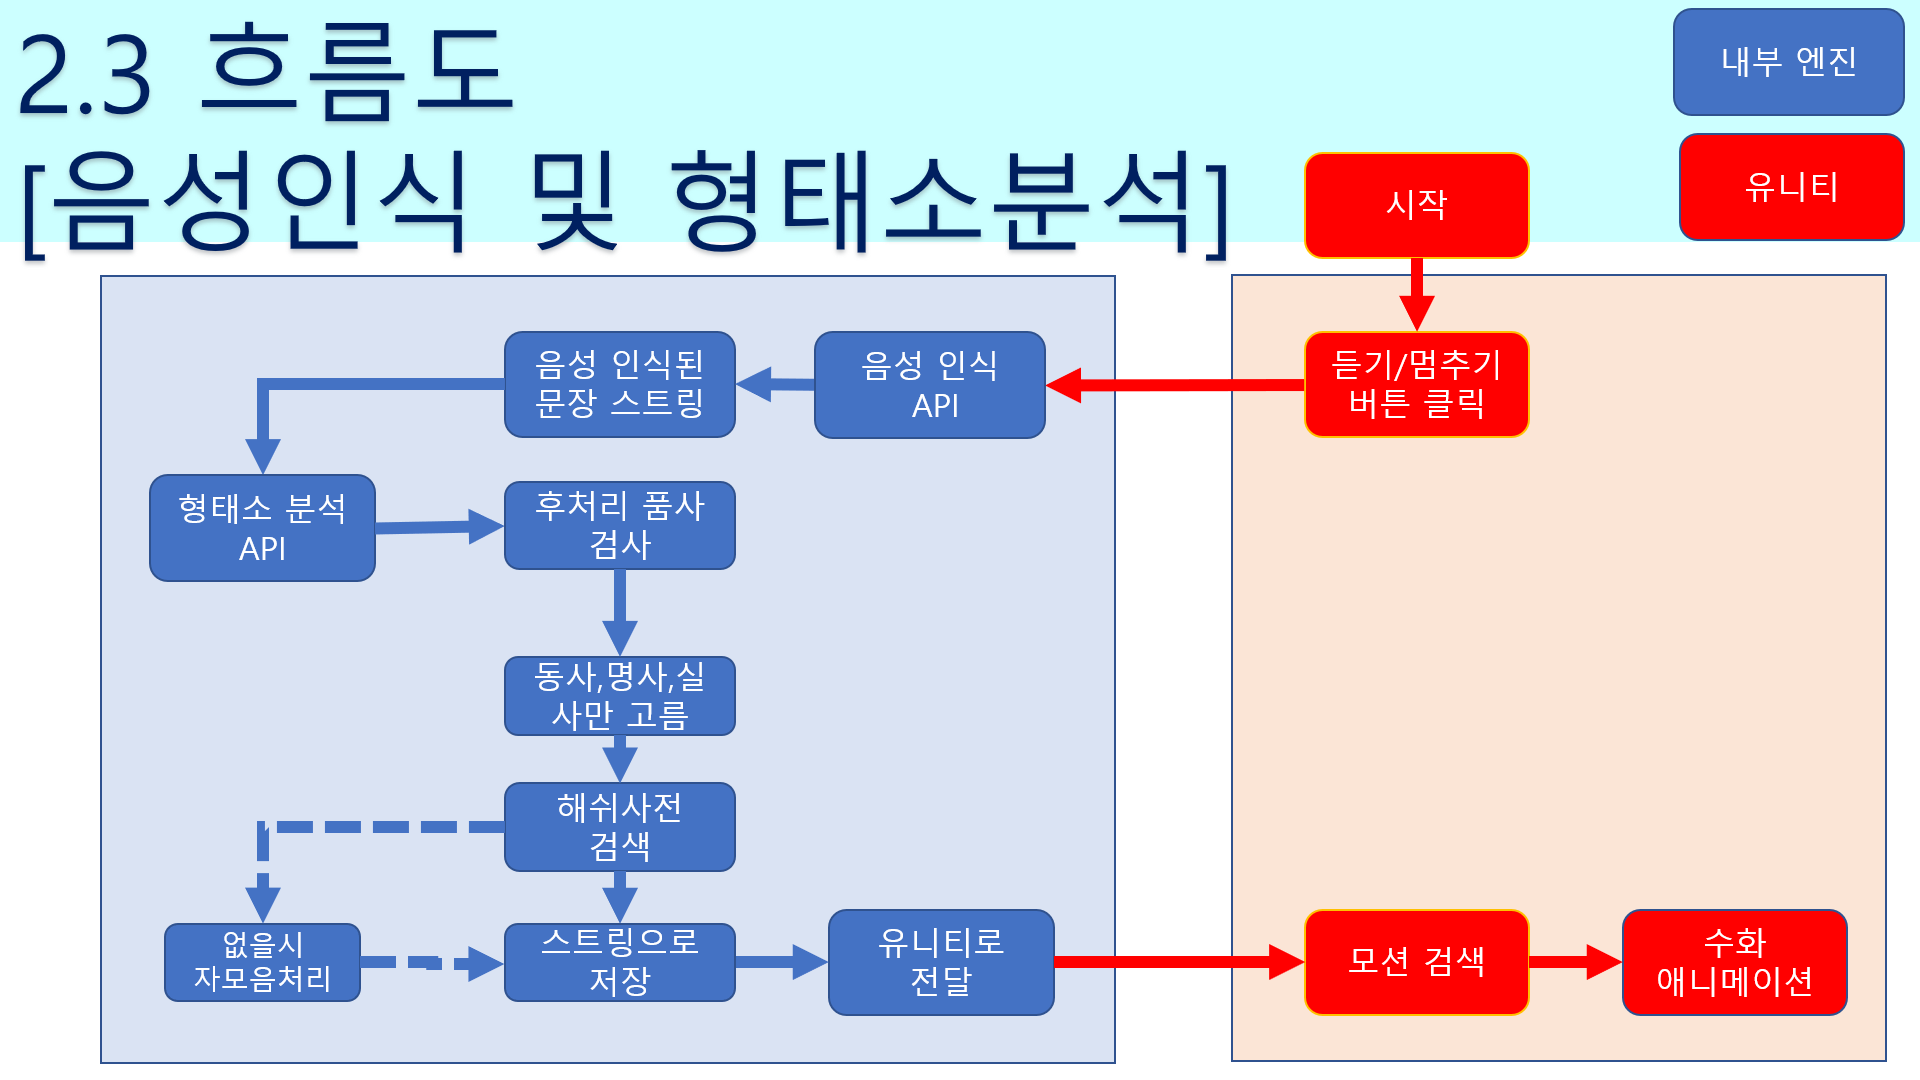 2.3 흐름도
[음성인식 및 형태소분석]
내부 엔진
유니티
시작
듣기/멈추기
버튼 클릭
음성 인식
API
음성 인식된
문장 스트링
형태소 분석
API
후처리 품사
검사
동사,명사,실
사만 고름
해쉬사전
검색
없을시
자모음처리
스트링으로
저장
유니티로
전달
모션 검색
수화
애니메이션